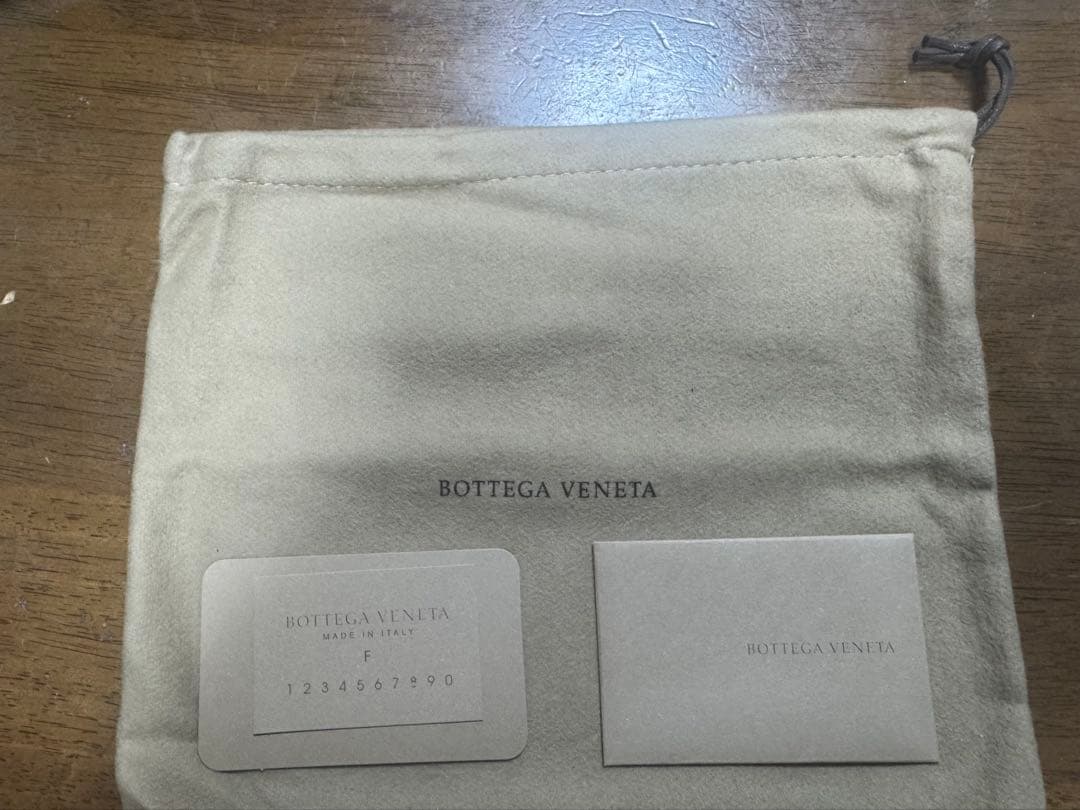 BOTTEGA VENETA
BOTTEGA VENETA
MADE IN ITALY
F
1 2 3 4 5 6 7 8 9 0
BOTTEGA VENETA